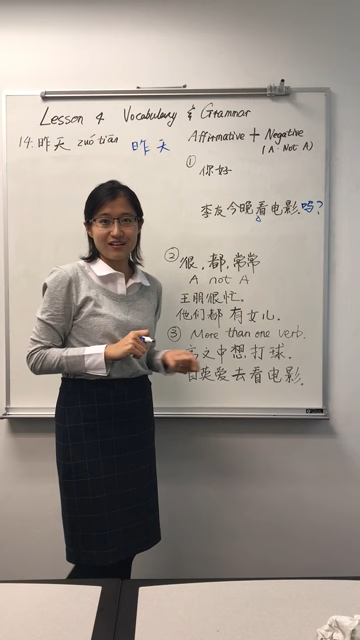 Lesson 4 Vocabulary & Grammar
14. 昨天 zuótiān 昨天
Affirmative + Negative
(A Not A)
① 你好
李友今晚看电影吗?
② 很,都,常常
A not A
王朋很忙.
他们都有女儿.
③ More than one verb.
高文中想打球.
白英爱去看电影.